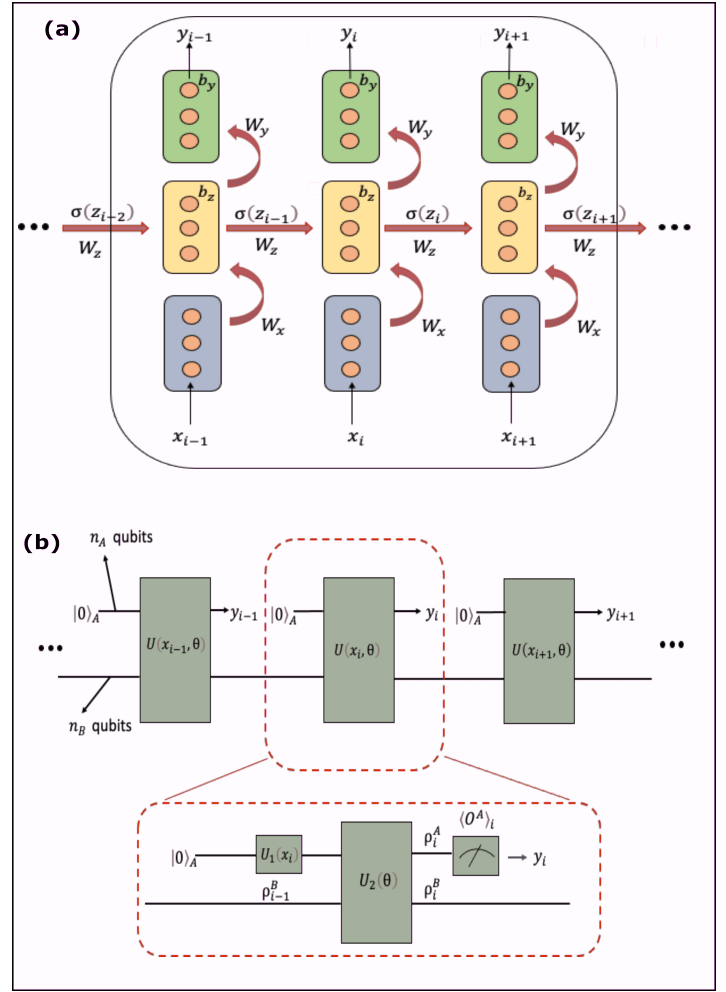 (a)
y_{i−1} y_i y_{i+1}
b_y b_y b_y
W_y W_y W_y
b_z b_z b_z
••• σ(z_{i−2}) σ(z_{i−1}) σ(z_i) σ(z_{i+1}) •••
W_z W_z W_z W_z
W_x W_x W_x
x_{i−1} x_i x_{i+1}
(b)
n_A qubits
|0⟩_A y_{i−1} |0⟩_A y_i |0⟩_A y_{i+1}
••• U(x_{i−1}, θ) U(x_i, θ) U(x_{i+1}, θ) •••
n_B qubits
⟨O^A⟩_i
ρ_i^A
|0⟩_A U_1(x_i) y_i
U_2(θ)
ρ_{i−1}^B ρ_i^B